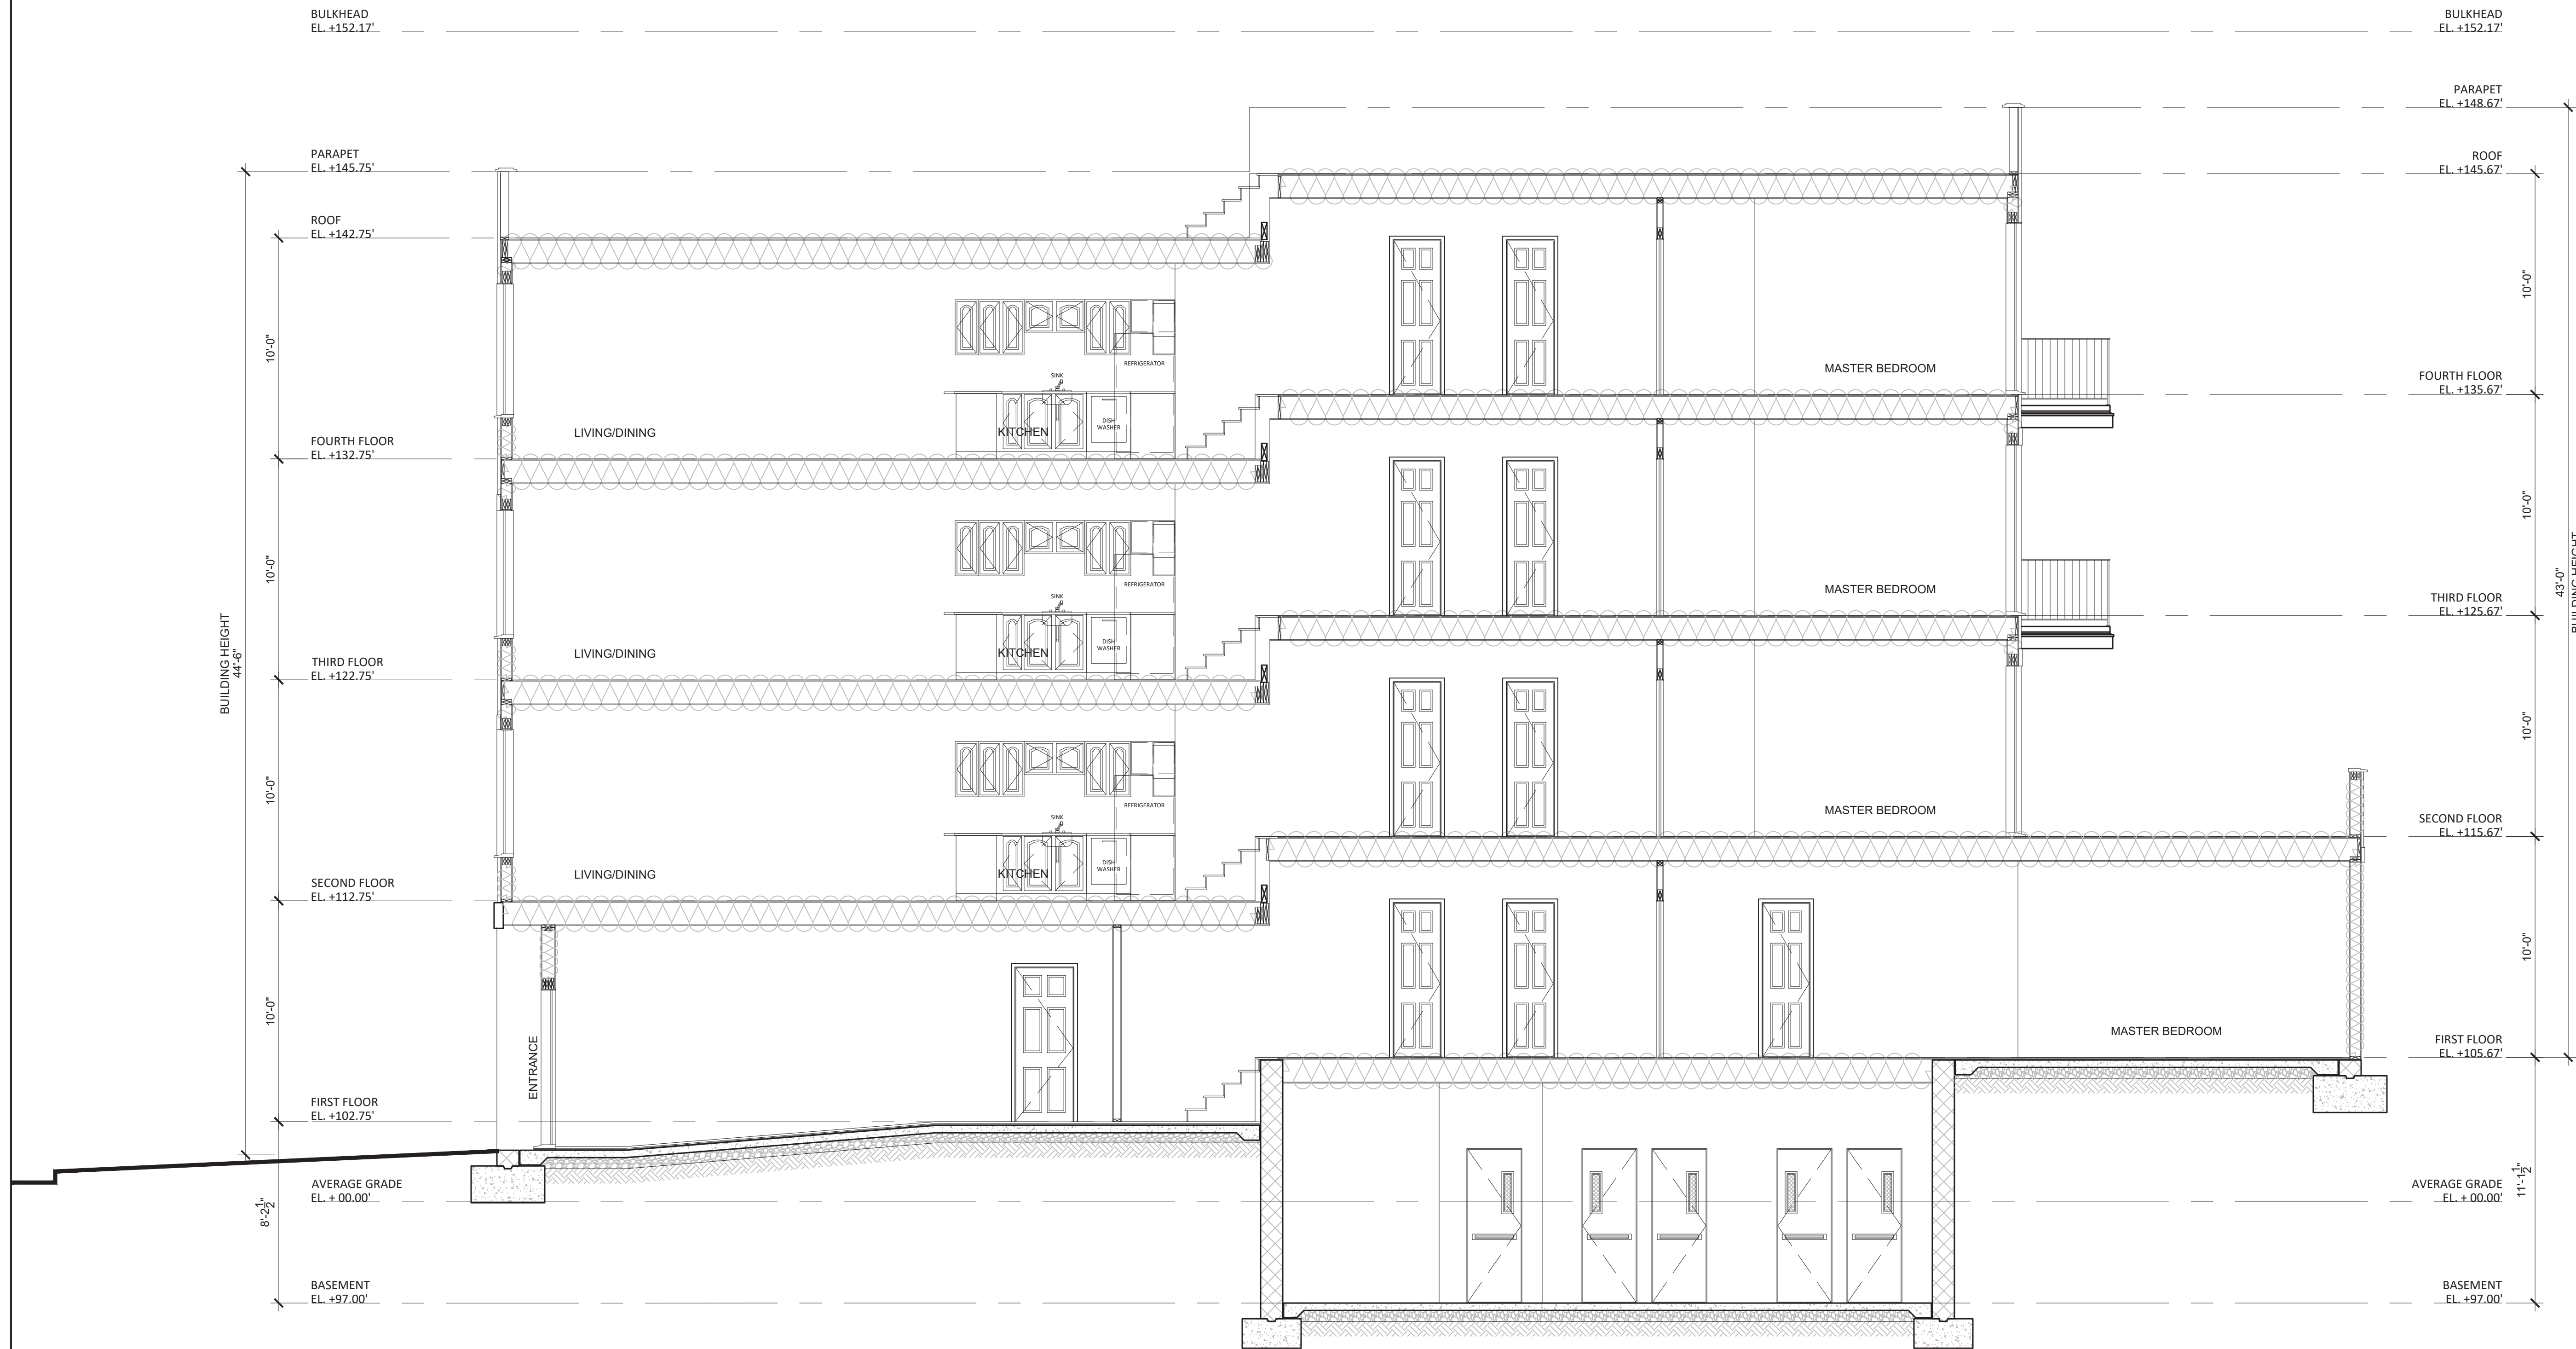 BULKHEAD
EL. +152.17'
BULKHEAD
EL. +152.17'
PARAPET
EL. +148.67'
PARAPET
EL. +145.75'
ROOF
EL. +145.67'
ROOF
EL. +142.75'
10'-0"
10'-0"
REFRIGERATOR
SINK
MASTER BEDROOM
FOURTH FLOOR
EL. +135.67'
DISH
WASHER
LIVING/DINING
KITCHEN
FOURTH FLOOR
EL. +132.75'
10'-0"
10'-0"
REFRIGERATOR
SINK
MASTER BEDROOM
THIRD FLOOR
EL. +125.67'
43'-0"
BUILDING HEIGHT
BUILDING HEIGHT
44'-6"
DISH
WASHER
LIVING/DINING
KITCHEN
THIRD FLOOR
EL. +122.75'
10'-0"
10'-0"
REFRIGERATOR
SINK
MASTER BEDROOM
SECOND FLOOR
EL. +115.67'
DISH
WASHER
LIVING/DINING
KITCHEN
SECOND FLOOR
EL. +112.75'
10'-0"
10'-0"
MASTER BEDROOM
FIRST FLOOR
EL. +105.67'
ENTRANCE
FIRST FLOOR
EL. +102.75'
AVERAGE GRADE
EL. + 00.00'
AVERAGE GRADE
EL. + 00.00'
8'-2 1/2"
11'-1 1/2"
BASEMENT
EL. +97.00'
BASEMENT
EL. +97.00'